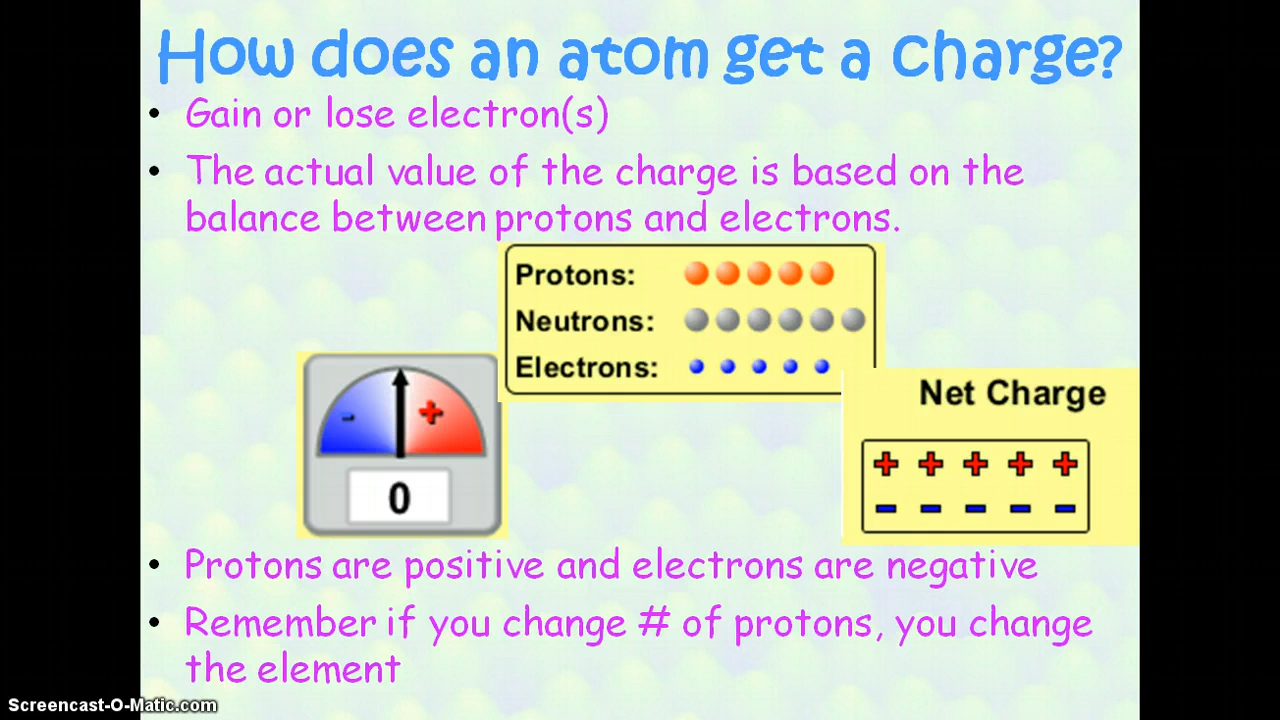 How does an atom get a charge?
• Gain or lose electron(s)
• The actual value of the charge is based on the
balance between protons and electrons.
Protons:
Neutrons:
Electrons:
- +
0
Net Charge
+ + + + +
- - - - -
• Protons are positive and electrons are negative
• Remember if you change # of protons, you change
the element
Screencast-O-Matic.com